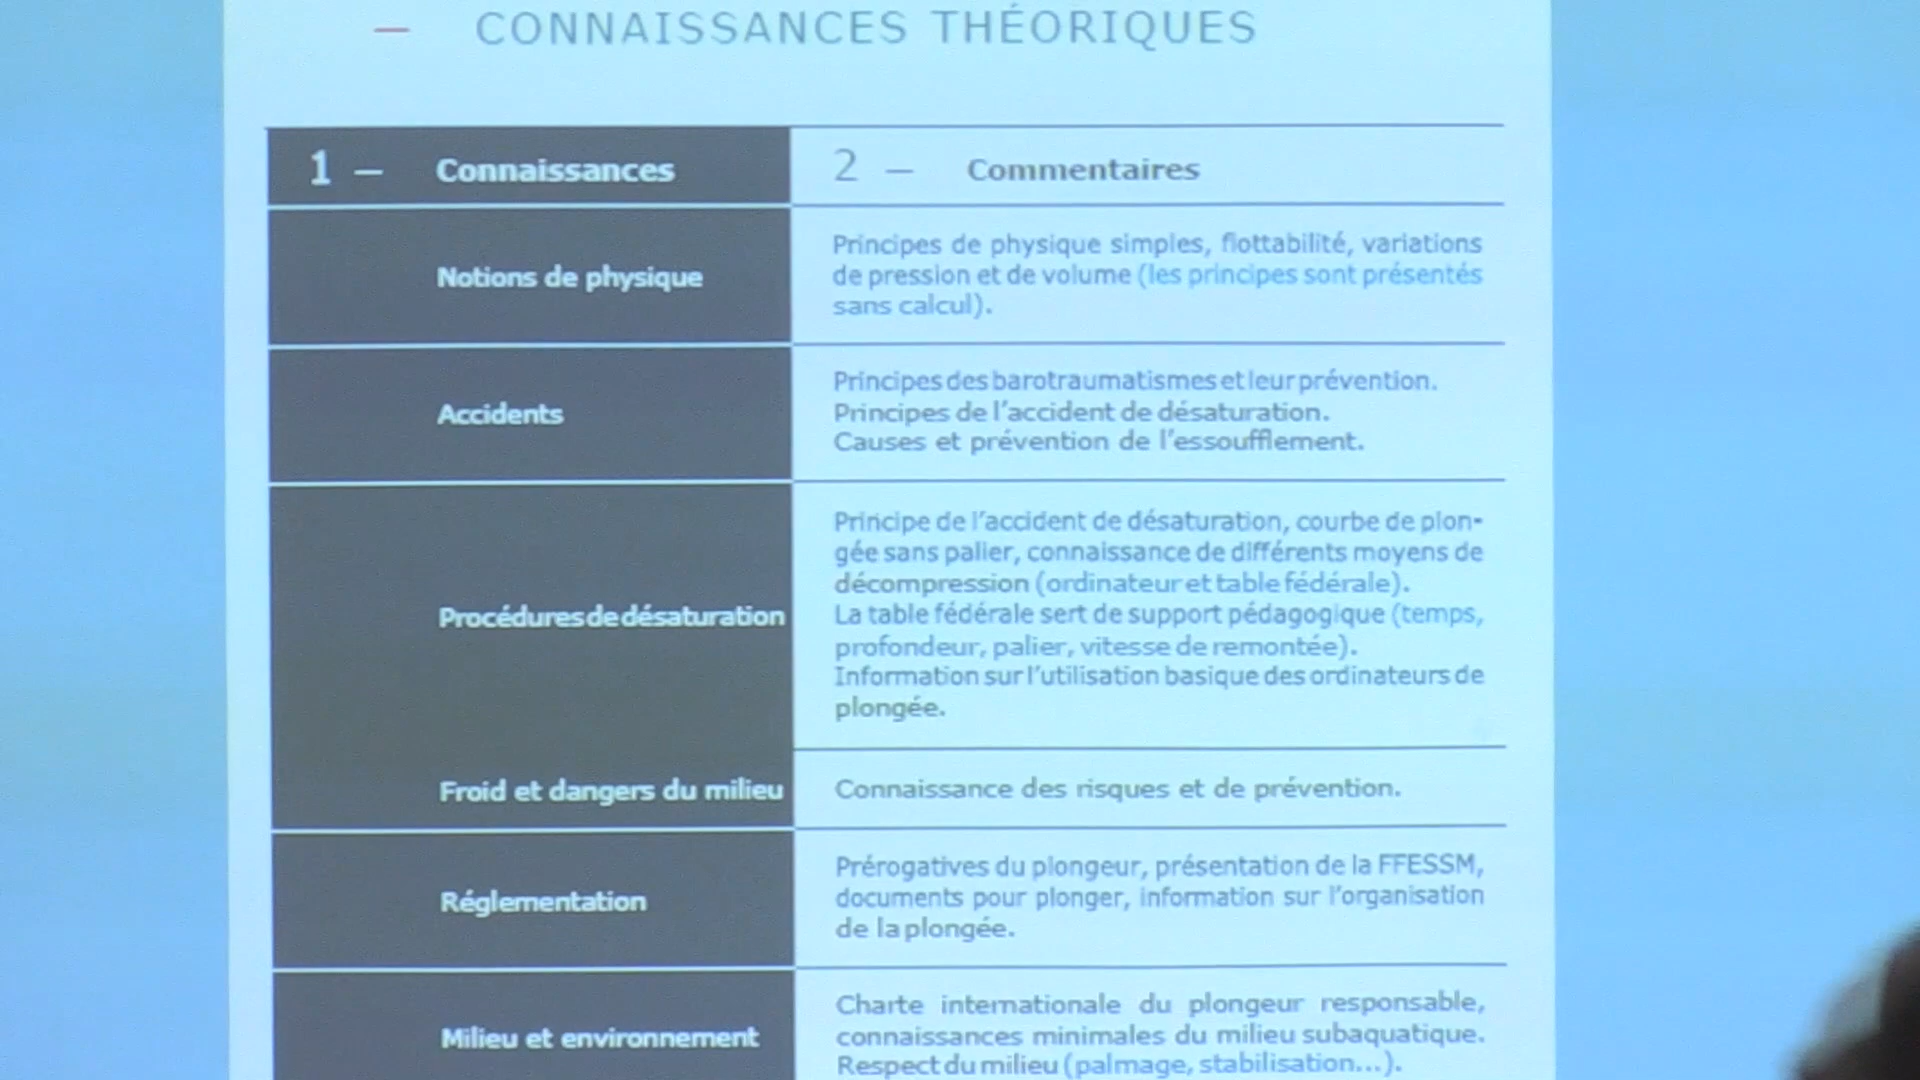 — CONNAISSANCES THÉORIQUES
1 — Connaissances
2 — Commentaires
Notions de physique
Principes de physique simples, flottabilité, variations
de pression et de volume (les principes sont présentés
sans calcul).
Accidents
Principes des barotraumatismes et leur prévention.
Principes de l'accident de désaturation.
Causes et prévention de l'essoufflement.
Procédures de désaturation
Principe de l'accident de désaturation, courbe de plon-
gée sans palier, connaissance de différents moyens de
décompression (ordinateur et table fédérale).
La table fédérale sert de support pédagogique (temps,
profondeur, palier, vitesse de remontée).
Information sur l'utilisation basique des ordinateurs de
plongée.
Froid et dangers du milieu
Connaissance des risques et de prévention.
Réglementation
Prérogatives du plongeur, présentation de la FFESSM,
documents pour plonger, information sur l'organisation
de la plongée.
Milieu et environnement
Charte internationale du plongeur responsable,
connaissances minimales du milieu subaquatique.
Respect du milieu (palmage, stabilisation...).